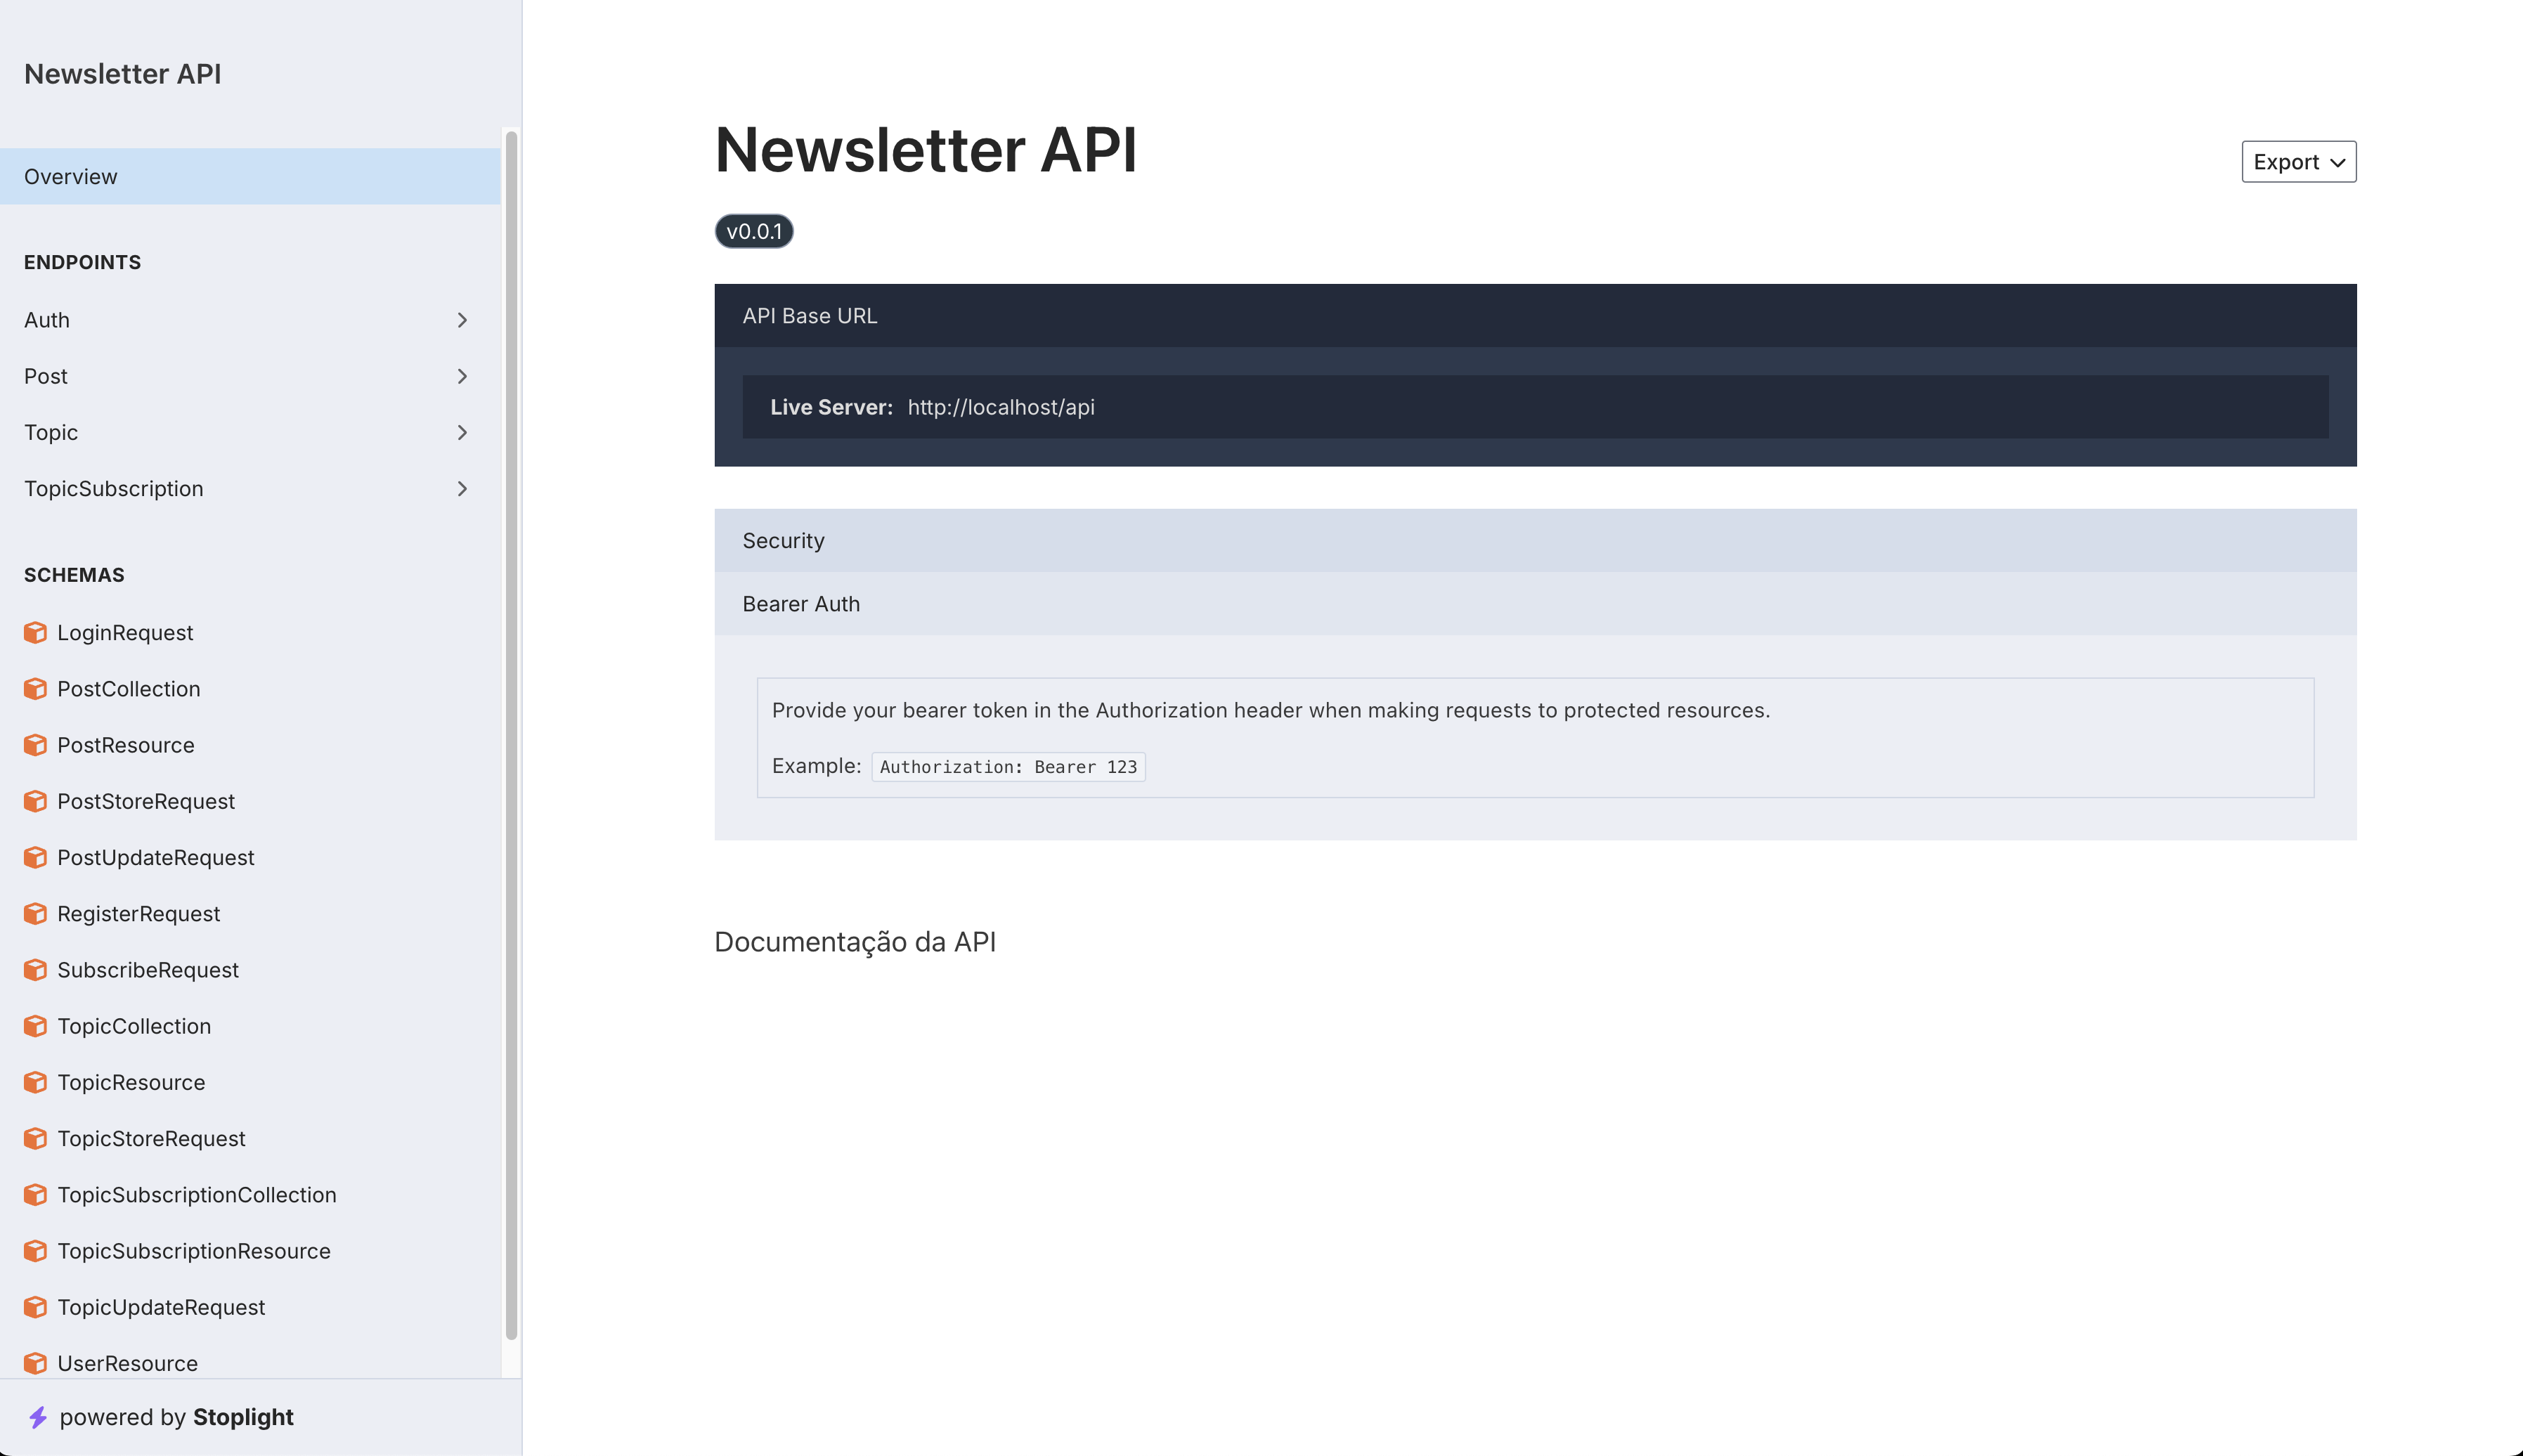 Newsletter API
Overview
ENDPOINTS
Auth
Post
Topic
TopicSubscription
SCHEMAS
LoginRequest
PostCollection
PostResource
PostStoreRequest
PostUpdateRequest
RegisterRequest
SubscribeRequest
TopicCollection
TopicResource
TopicStoreRequest
TopicSubscriptionCollection
TopicSubscriptionResource
TopicUpdateRequest
UserResource
powered by Stoplight
Newsletter API
Export
v0.0.1
API Base URL
Live Server: http://localhost/api
Security
Bearer Auth
Provide your bearer token in the Authorization header when making requests to protected resources.
Example: Authorization: Bearer 123
Documentação da API